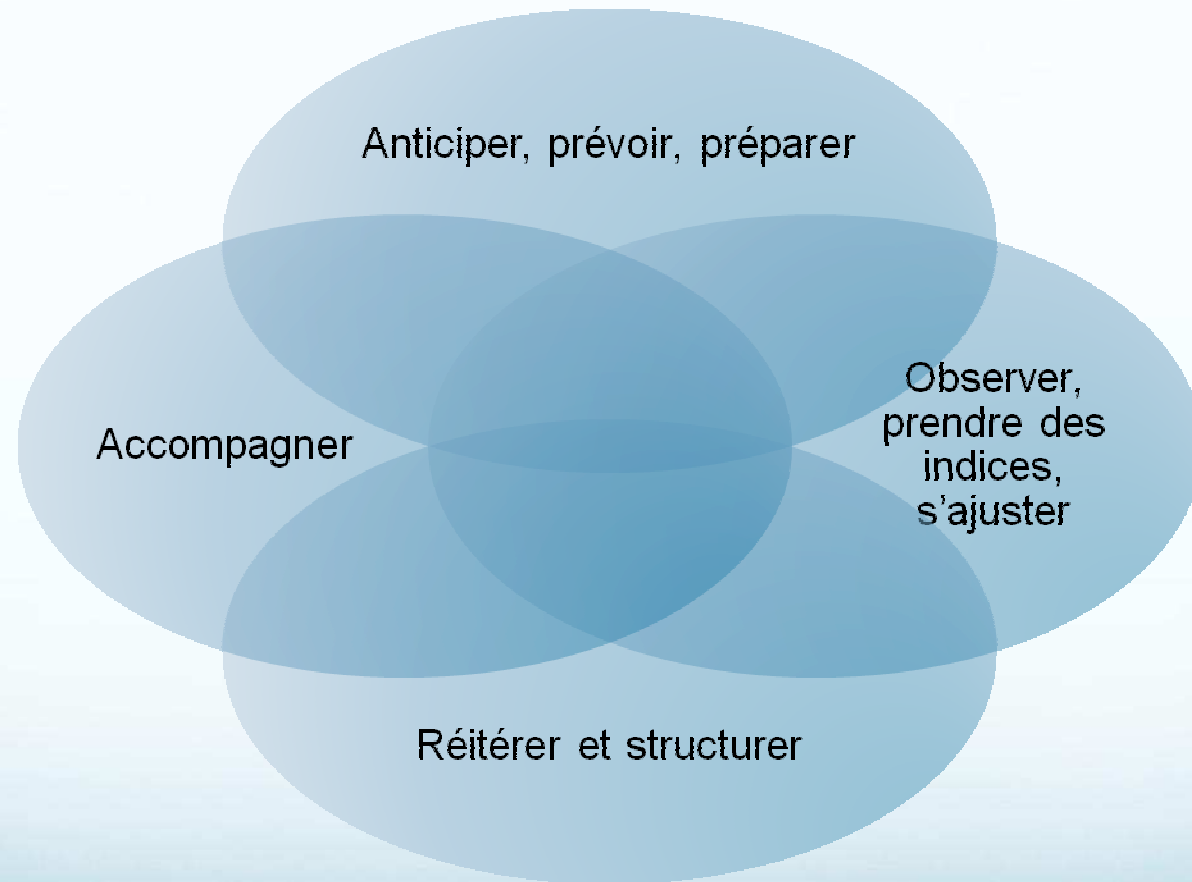 Anticiper, prévoir, préparer
Accompagner
Observer,
prendre des
indices,
s’ajuster
Réitérer et structurer